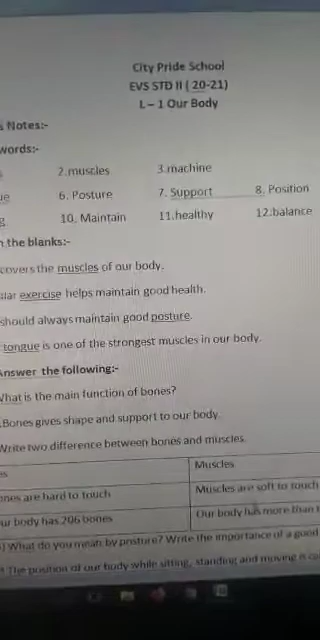 City Pride School
EVS STD II ( 20-21)
L – 1 Our Body
Notes:-
words:-
2.muscles 3.machine
6. Posture 7. Support 8. Position
10. Maintain 11.healthy 12.balance
the blanks:-
covers the muscles of our body.
exercise helps maintain good health.
should always maintain good posture.
tongue is one of the strongest muscles in our body.
Answer the following:-
What is the main function of bones?
Bones gives shape and support to our body.
Write two difference between bones and muscles.
Muscles
are hard to touch Muscles are soft to touch
our body has 206 bones Our body has more than
What do you mean by posture? Write the importance of a good
The position of our body while sitting, standing and moving is